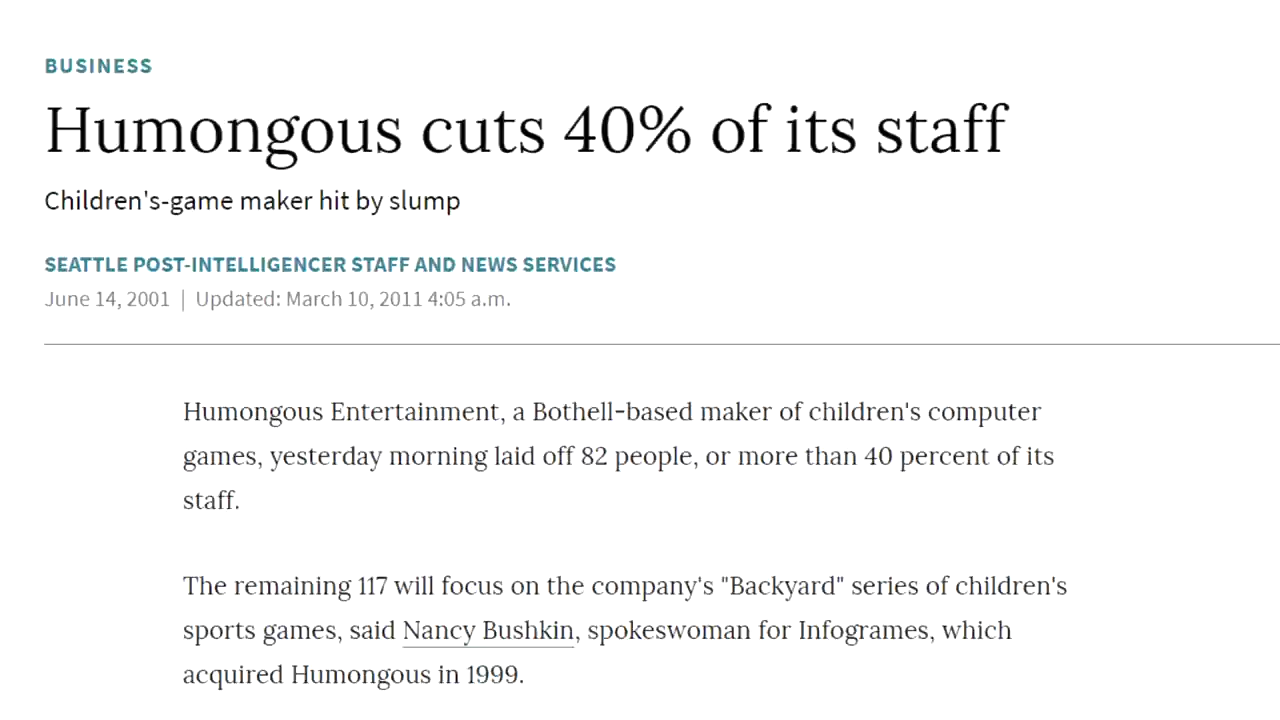 BUSINESS
Humongous cuts 40% of its staff
Children's-game maker hit by slump
SEATTLE POST-INTELLIGENCER STAFF AND NEWS SERVICES
June 14, 2001 | Updated: March 10, 2011 4:05 a.m.
Humongous Entertainment, a Bothell-based maker of children's computer
games, yesterday morning laid off 82 people, or more than 40 percent of its
staff.
The remaining 117 will focus on the company's "Backyard" series of children's
sports games, said Nancy Bushkin, spokeswoman for Infogrames, which
acquired Humongous in 1999.